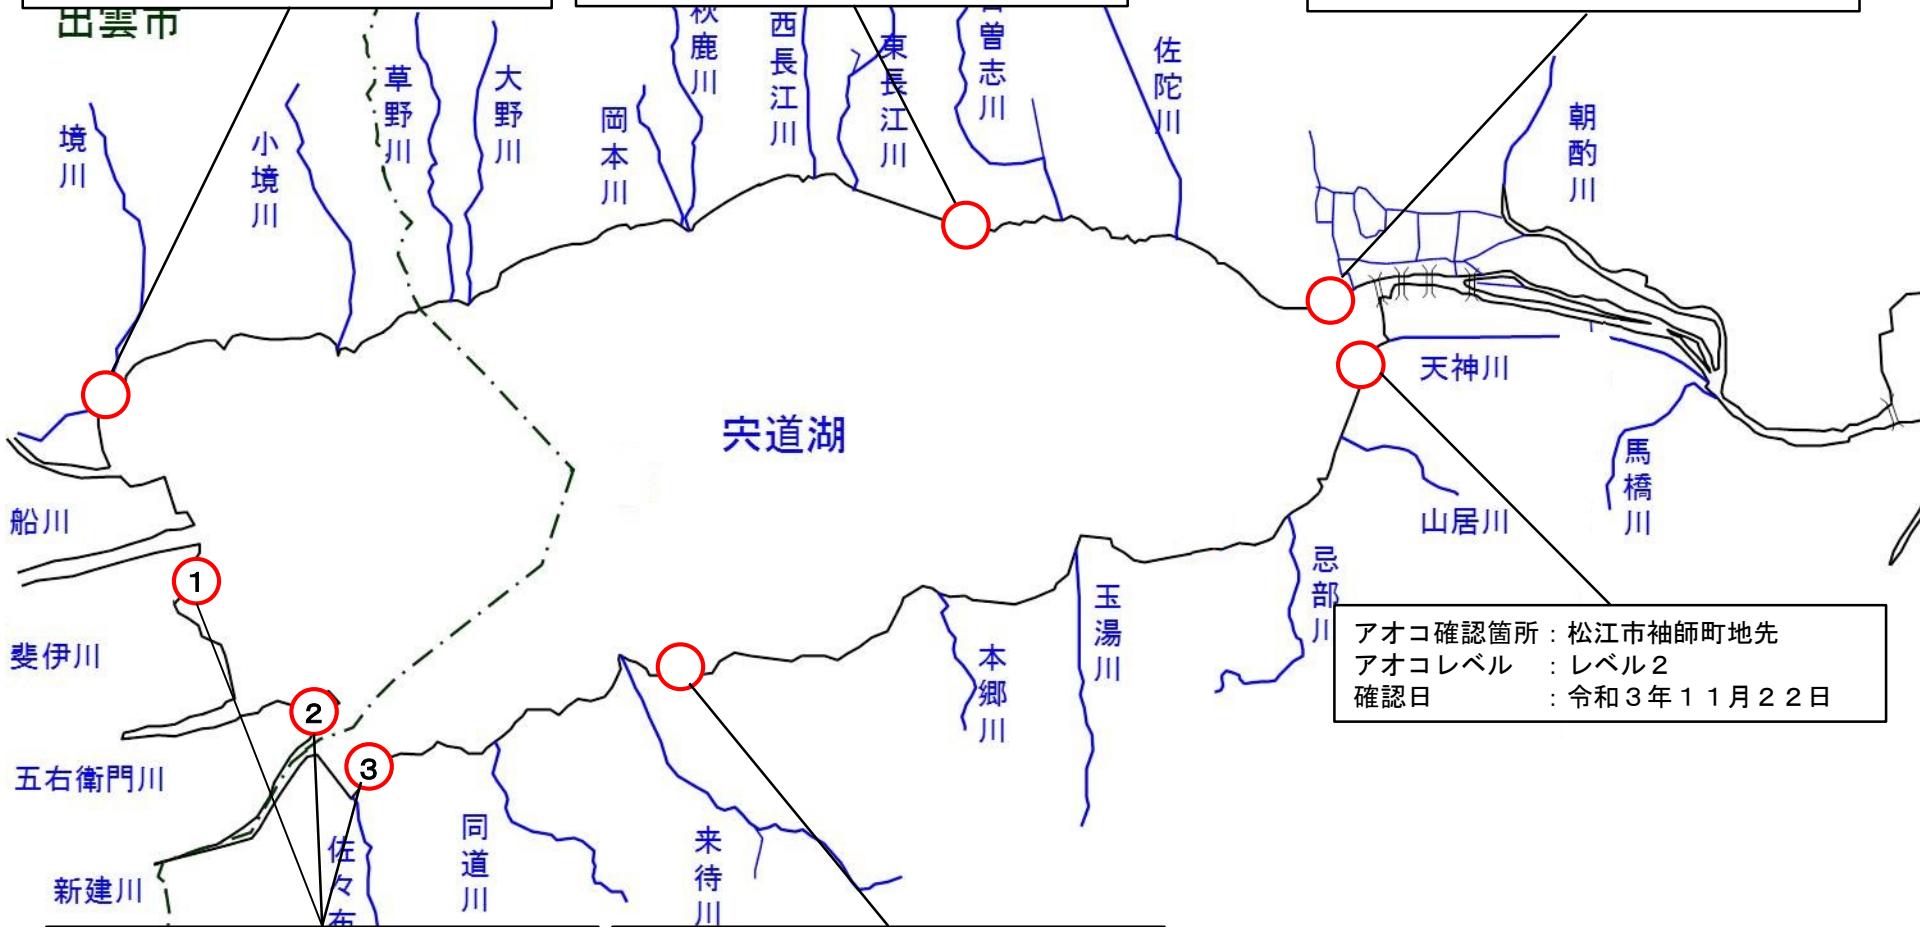 出雲市
境川
小境川
草野川
大野川
岡本川
秋鹿川
西長江川
東長江川
古曽志川
佐陀川
朝酌川
宍道湖
天神川
馬橋川
山居川
忌部川
玉湯川
本郷川
来待川
同道川
佐々布
船川
斐伊川
五右衛門川
新建川
1
2
3
アオコ確認箇所：松江市袖師町地先
アオコレベル　：レベル２
確認日　　　　：令和３年１１月２２日